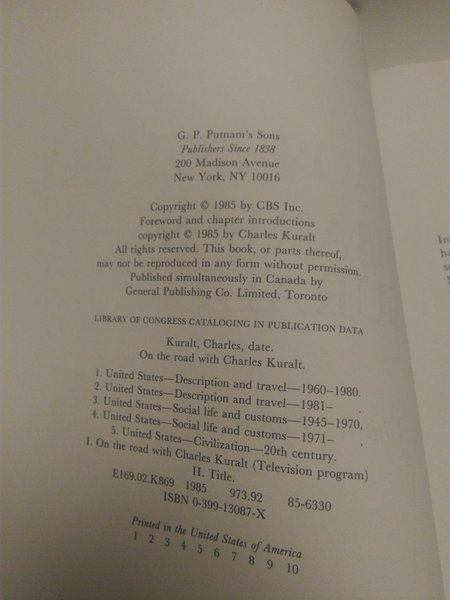 G. P. Putnam's Sons
Publishers Since 1838
200 Madison Avenue
New York, NY 10016
Copyright © 1985 by CBS Inc.
Foreword and chapter introductions
copyright © 1985 by Charles Kuralt
All rights reserved. This book, or parts thereof,
may not be reproduced in any form without permission.
Published simultaneously in Canada by
General Publishing Co. Limited, Toronto
LIBRARY OF CONGRESS CATALOGING IN PUBLICATION DATA
Kuralt, Charles, date.
On the road with Charles Kuralt.
1. United States—Description and travel—1960–1980.
2. United States—Description and travel—1981– .
3. United States—Social life and customs—1945–1970.
4. United States—Social life and customs—1971– .
5. United States—Civilization—20th century.
I. On the road with Charles Kuralt (Television program)
II. Title.
E169.02.K869 1985 973.92 85-6330
ISBN 0-399-13087-X
Printed in the United States of America
1 2 3 4 5 6 7 8 9 10